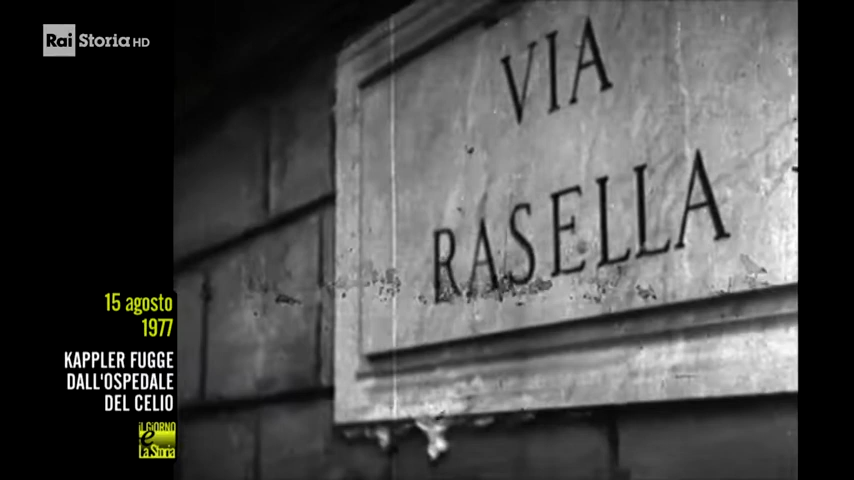 Rai Storia HD
VIA
RASELLA
15 agosto
1977
KAPPLER FUGGE
DALL'OSPEDALE
DEL CELIO
iL GiORNO
e
La Storia